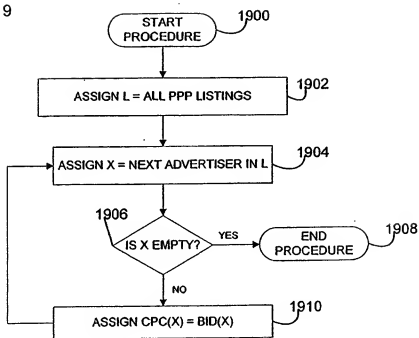 9
START
PROCEDURE
1900
ASSIGN L = ALL PPP LISTINGS
1902
ASSIGN X = NEXT ADVERTISER IN L
1904
1906
IS X EMPTY?
YES
END
PROCEDURE
1908
NO
ASSIGN CPC(X) = BID(X)
1910